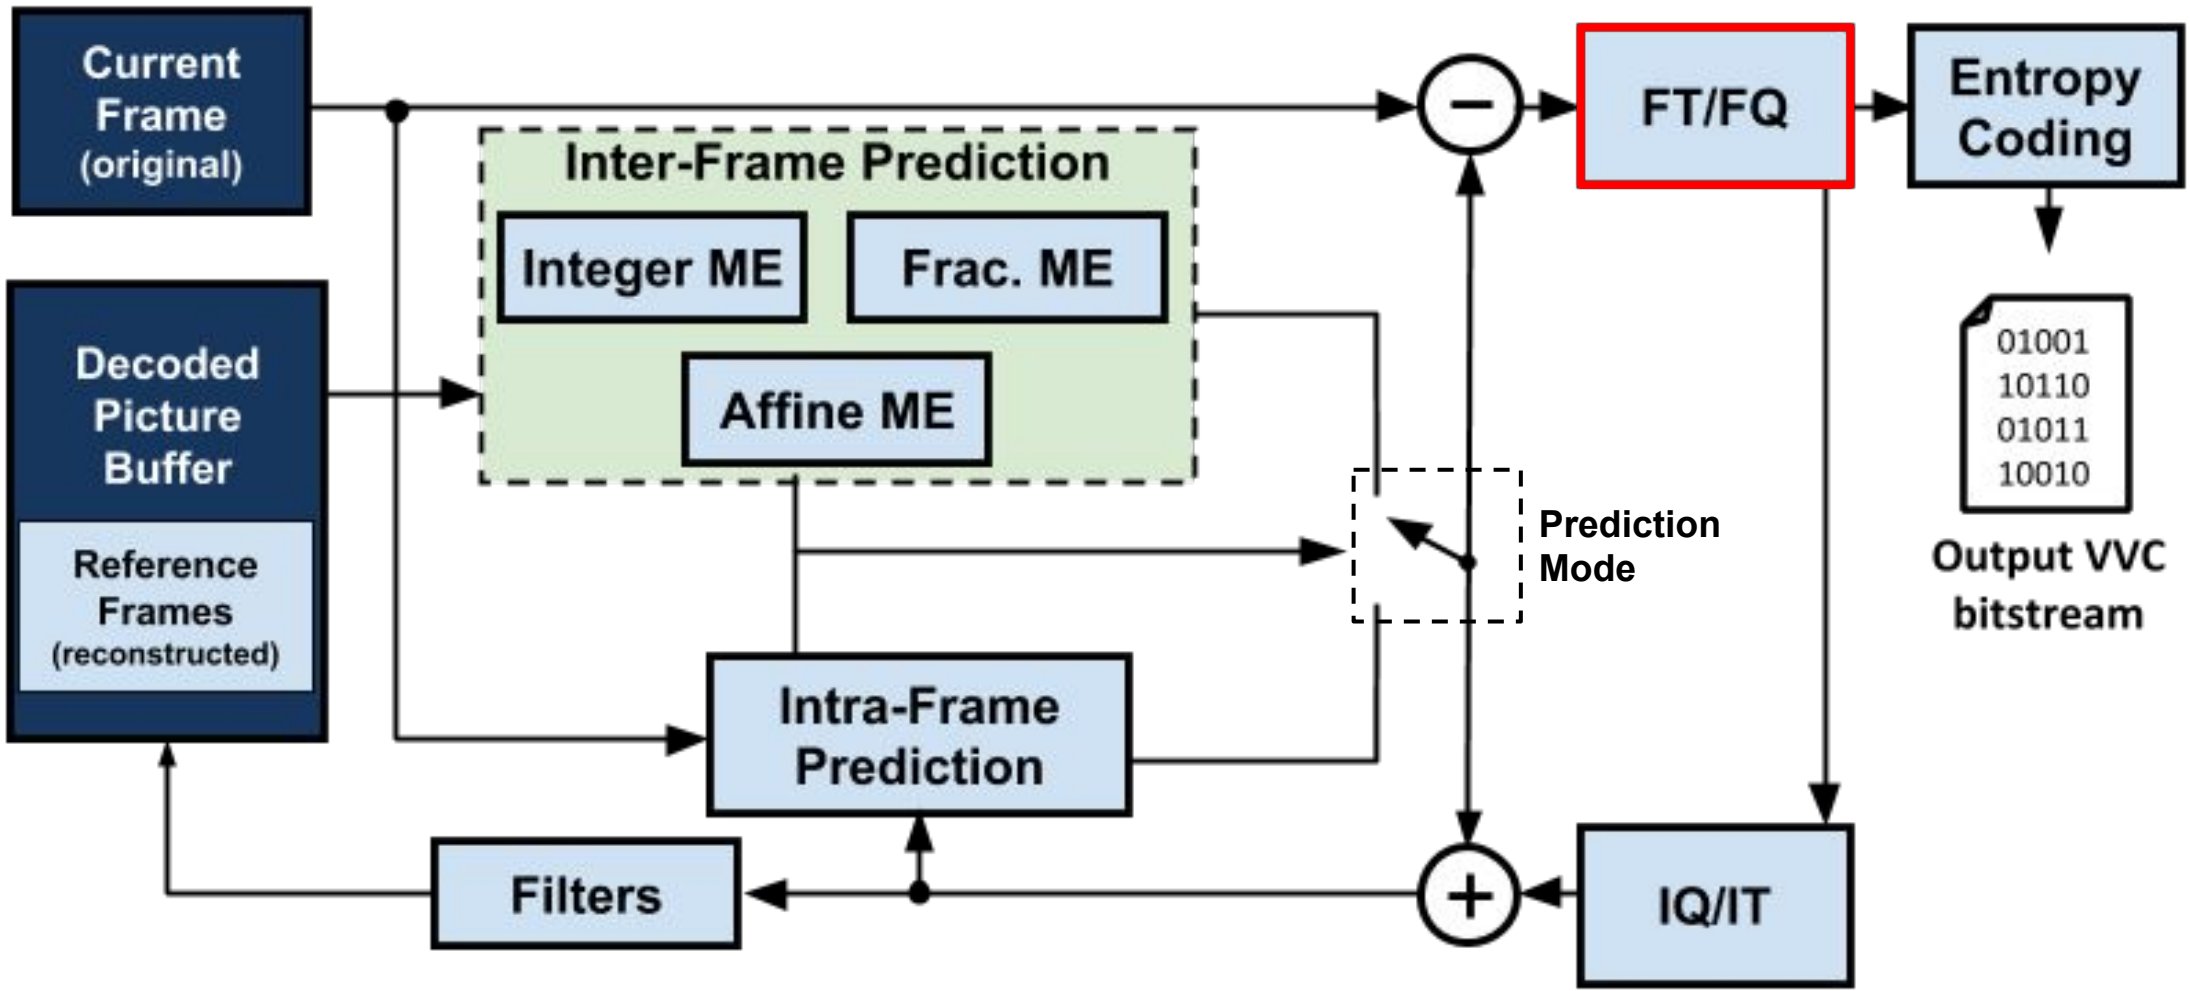 Current
Frame
(original)
Inter-Frame Prediction
Integer ME
Frac. ME
Affine ME
−
FT/FQ
Entropy
Coding
01001
10110
01011
10010
Output VVC
bitstream
Decoded
Picture
Buffer
Reference
Frames
(reconstructed)
Prediction
Mode
Intra-Frame
Prediction
Filters
+
IQ/IT